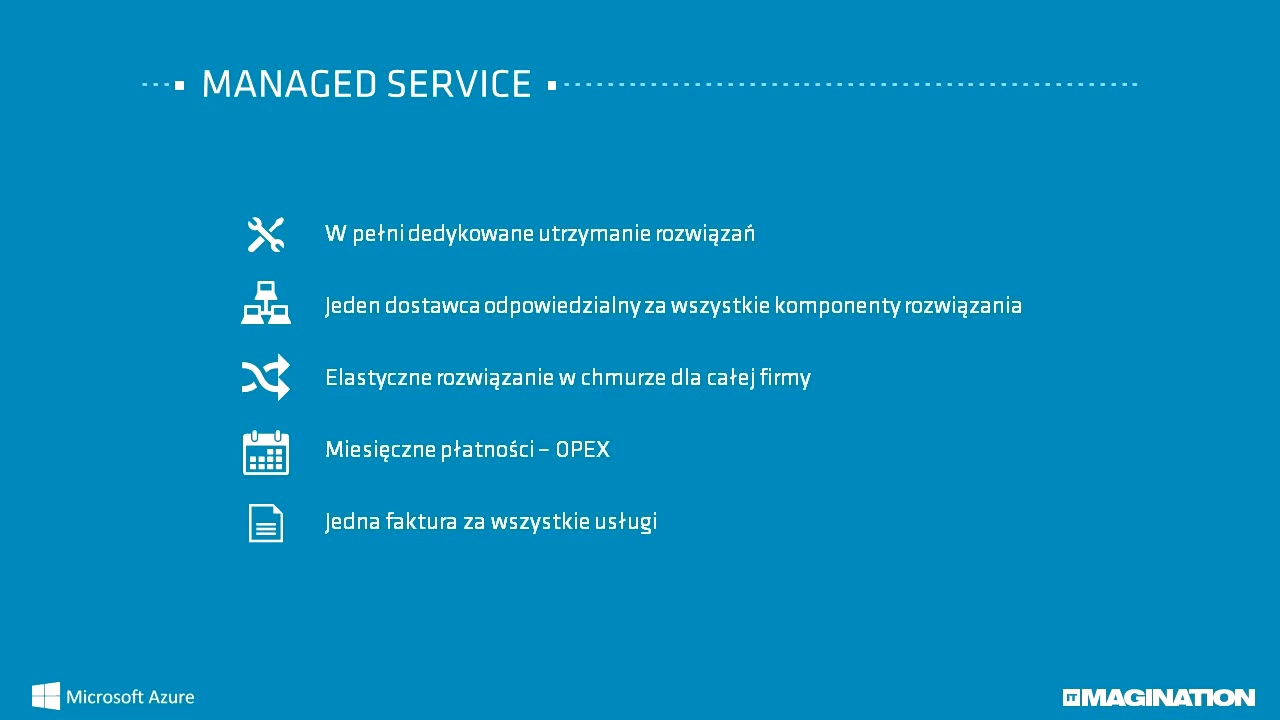 MANAGED SERVICE
W pełni dedykowane utrzymanie rozwiązań
Jeden dostawca odpowiedzialny za wszystkie komponenty rozwiązania
Elastyczne rozwiązanie w chmurze dla całej firmy
Miesięczne płatności – OPEX
Jedna faktura za wszystkie usługi
Microsoft Azure
ITMAGINATION